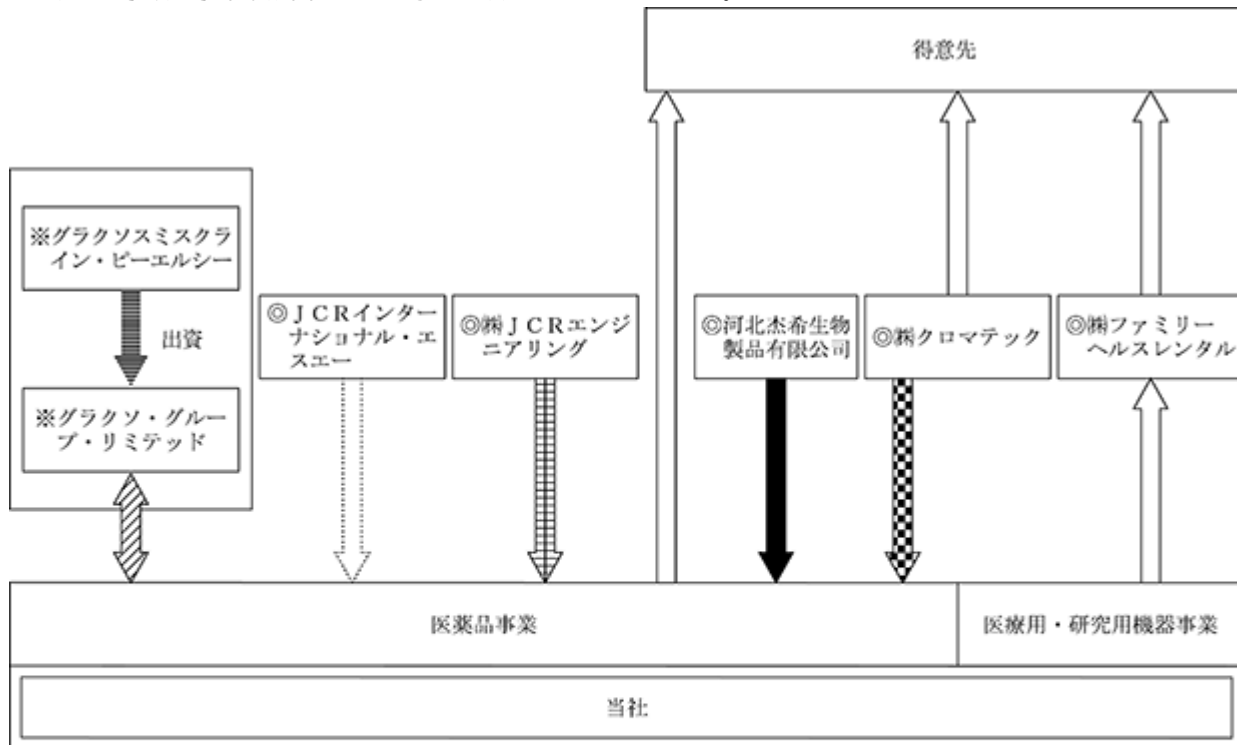 得意先
※グラクソスミスクラ
イン・ピーエルシー
出資
※グラクソ・グルー
プ・リミテッド
◎ＪＣＲインター
ナショナル・エ
スエー
◎㈱ＪＣＲエンジ
ニアリング
◎河北杰希生物
製品有限公司
◎㈱クロマテック
◎㈱ファミリー
ヘルスレンタル
医薬品事業
医療用・研究用機器事業
当社